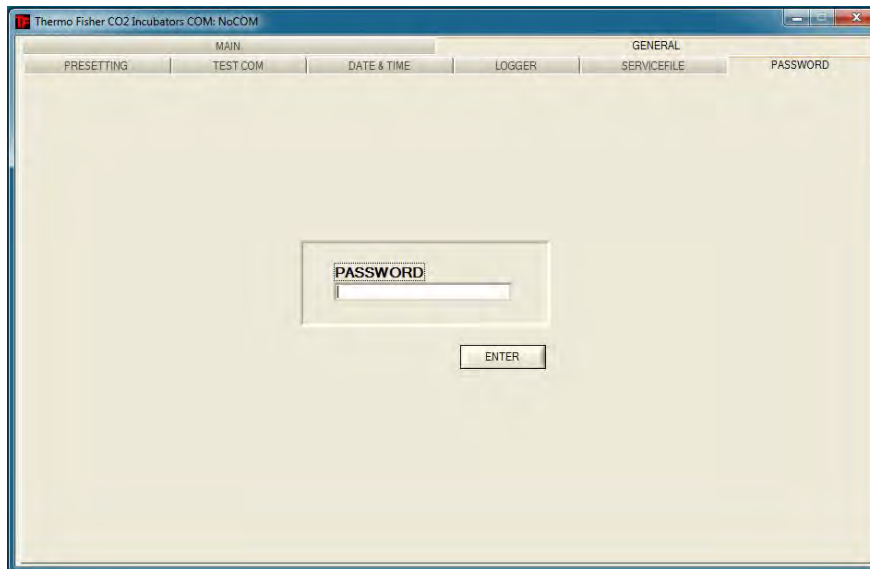 Thermo Fisher CO2 Incubators COM: NoCOM
MAIN GENERAL
PRESETTING TEST COM DATE & TIME LOGGER SERVICEFILE PASSWORD
PASSWORD
ENTER